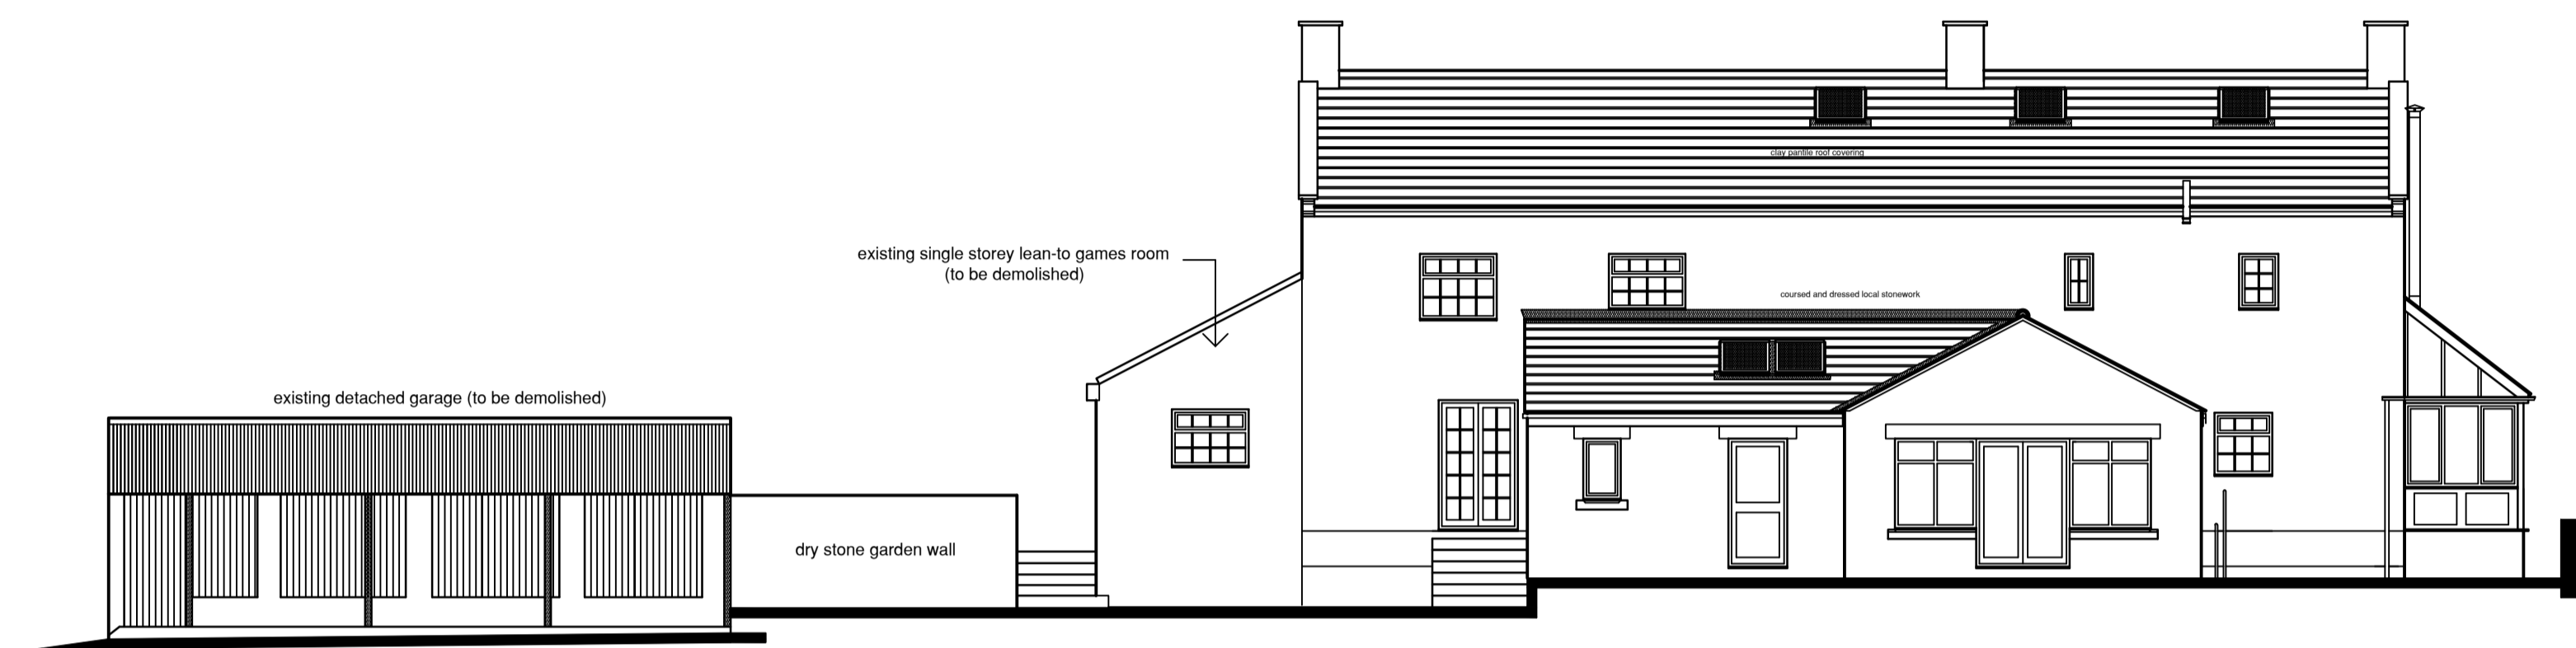 clay pantile roof covering
existing single storey lean-to games room
(to be demolished)
coursed and dressed local stonework
existing detached garage (to be demolished)
dry stone garden wall